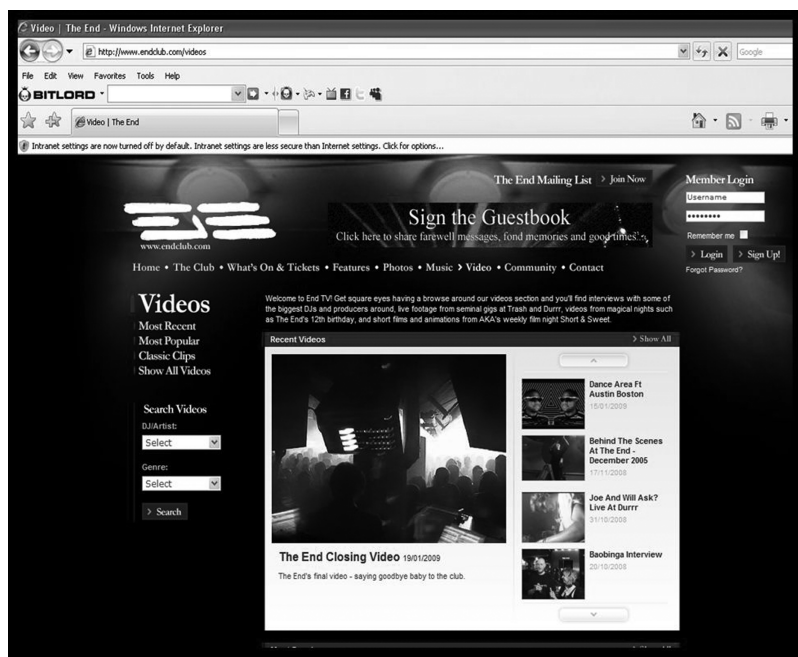 Video | The End - Windows Internet Explorer
http://www.endclub.com/videos
Google
File Edit View Favorites Tools Help
BITLORD
Video | The End
Intranet settings are now turned off by default. Intranet settings are less secure than Internet settings. Click for options...
The End Mailing List > Join Now
Member Login
Username
Remember me
> Login > Sign Up!
Forgot Password?
www.endclub.com
Sign the Guestbook
Click here to share farewell messages, fond memories and good times
Home • The Club • What's On & Tickets • Features • Photos • Music > Video • Community • Contact
Videos
Most Recent
Most Popular
Classic Clips
Show All Videos
Search Videos
DJ/Artist:
Select
Genre:
Select
> Search
Welcome to End TV! Get square eyes having a browse around our videos section and you'll find interviews with some of
the biggest DJs and producers around, live footage from seminal gigs at Trash and Durrr, videos from magical nights such
as The End's 12th birthday, and short films and animations from AKA's weekly film night Short & Sweet.
Recent Videos > Show All
The End Closing Video 19/01/2009
The End's final video - saying goodbye baby to the club.
Dance Area Ft
Austin Boston
15/01/2009
Behind The Scenes
At The End -
December 2005
17/11/2008
Joe And Will Ask?
Live At Durrr
31/10/2008
Baobinga Interview
20/10/2008